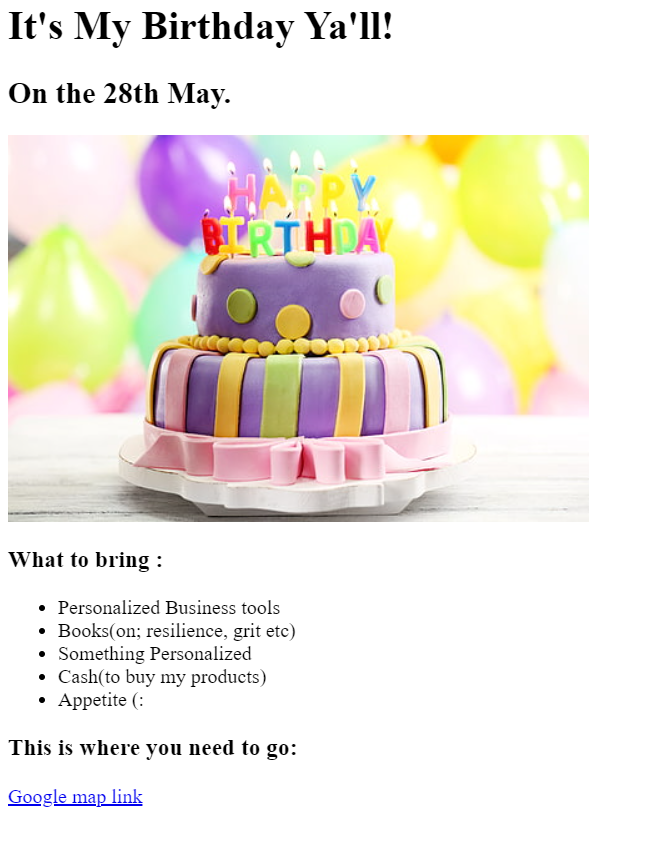 It's My Birthday Ya'll!
On the 28th May.
HAPPY
BIRTHDAY
What to bring :
Personalized Business tools
Books(on; resilience, grit etc)
Something Personalized
Cash(to buy my products)
Appetite (:
This is where you need to go:
Google map link